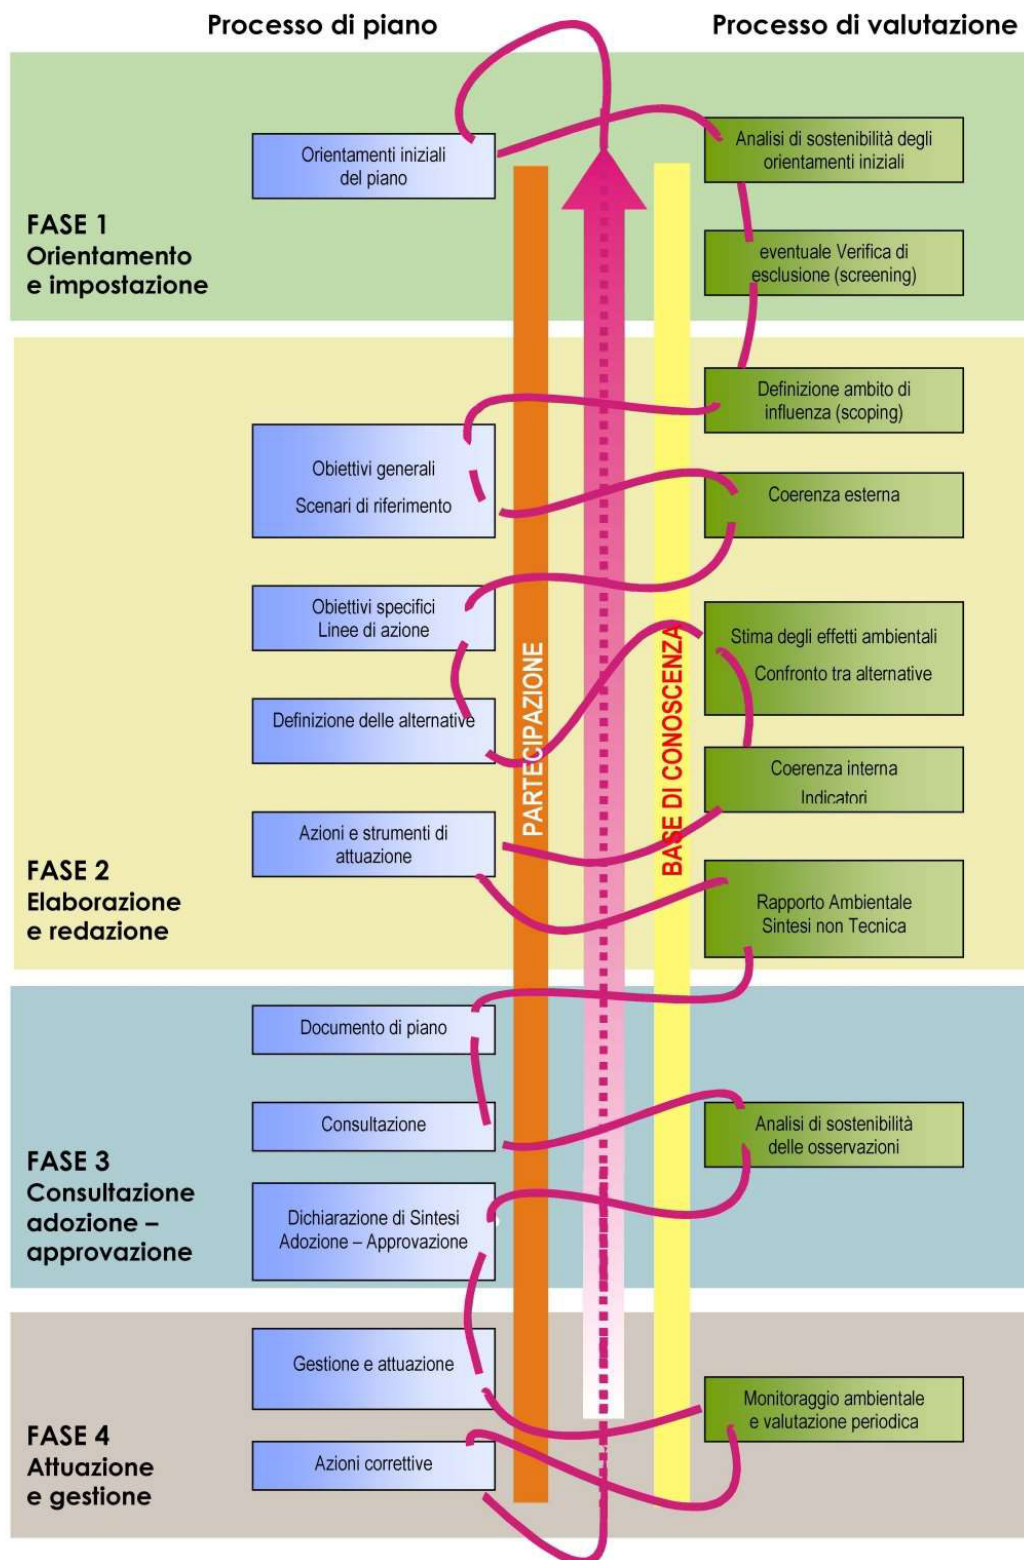 Processo di piano
Processo di valutazione
Orientamenti iniziali
del piano
Analisi di sostenibilità degli
orientamenti iniziali
FASE 1
Orientamento
e impostazione
eventuale Verifica di
esclusione (screening)
Definizione ambito di
influenza (scoping)
Obiettivi generali
Scenari di riferimento
Coerenza esterna
Obiettivi specifici
Linee di azione
Stima degli effetti ambientali
Confronto tra alternative
PARTECIPAZIONE
BASE DI CONOSCENZA
Definizione delle alternative
Coerenza interna
Indicatori
Azioni e strumenti di
attuazione
FASE 2
Elaborazione
e redazione
Rapporto Ambientale
Sintesi non Tecnica
Documento di piano
Consultazione
Analisi di sostenibilità
delle osservazioni
FASE 3
Consultazione
adozione –
approvazione
Dichiarazione di Sintesi
Adozione – Approvazione
Gestione e attuazione
Monitoraggio ambientale
e valutazione periodica
FASE 4
Attuazione
e gestione
Azioni correttive